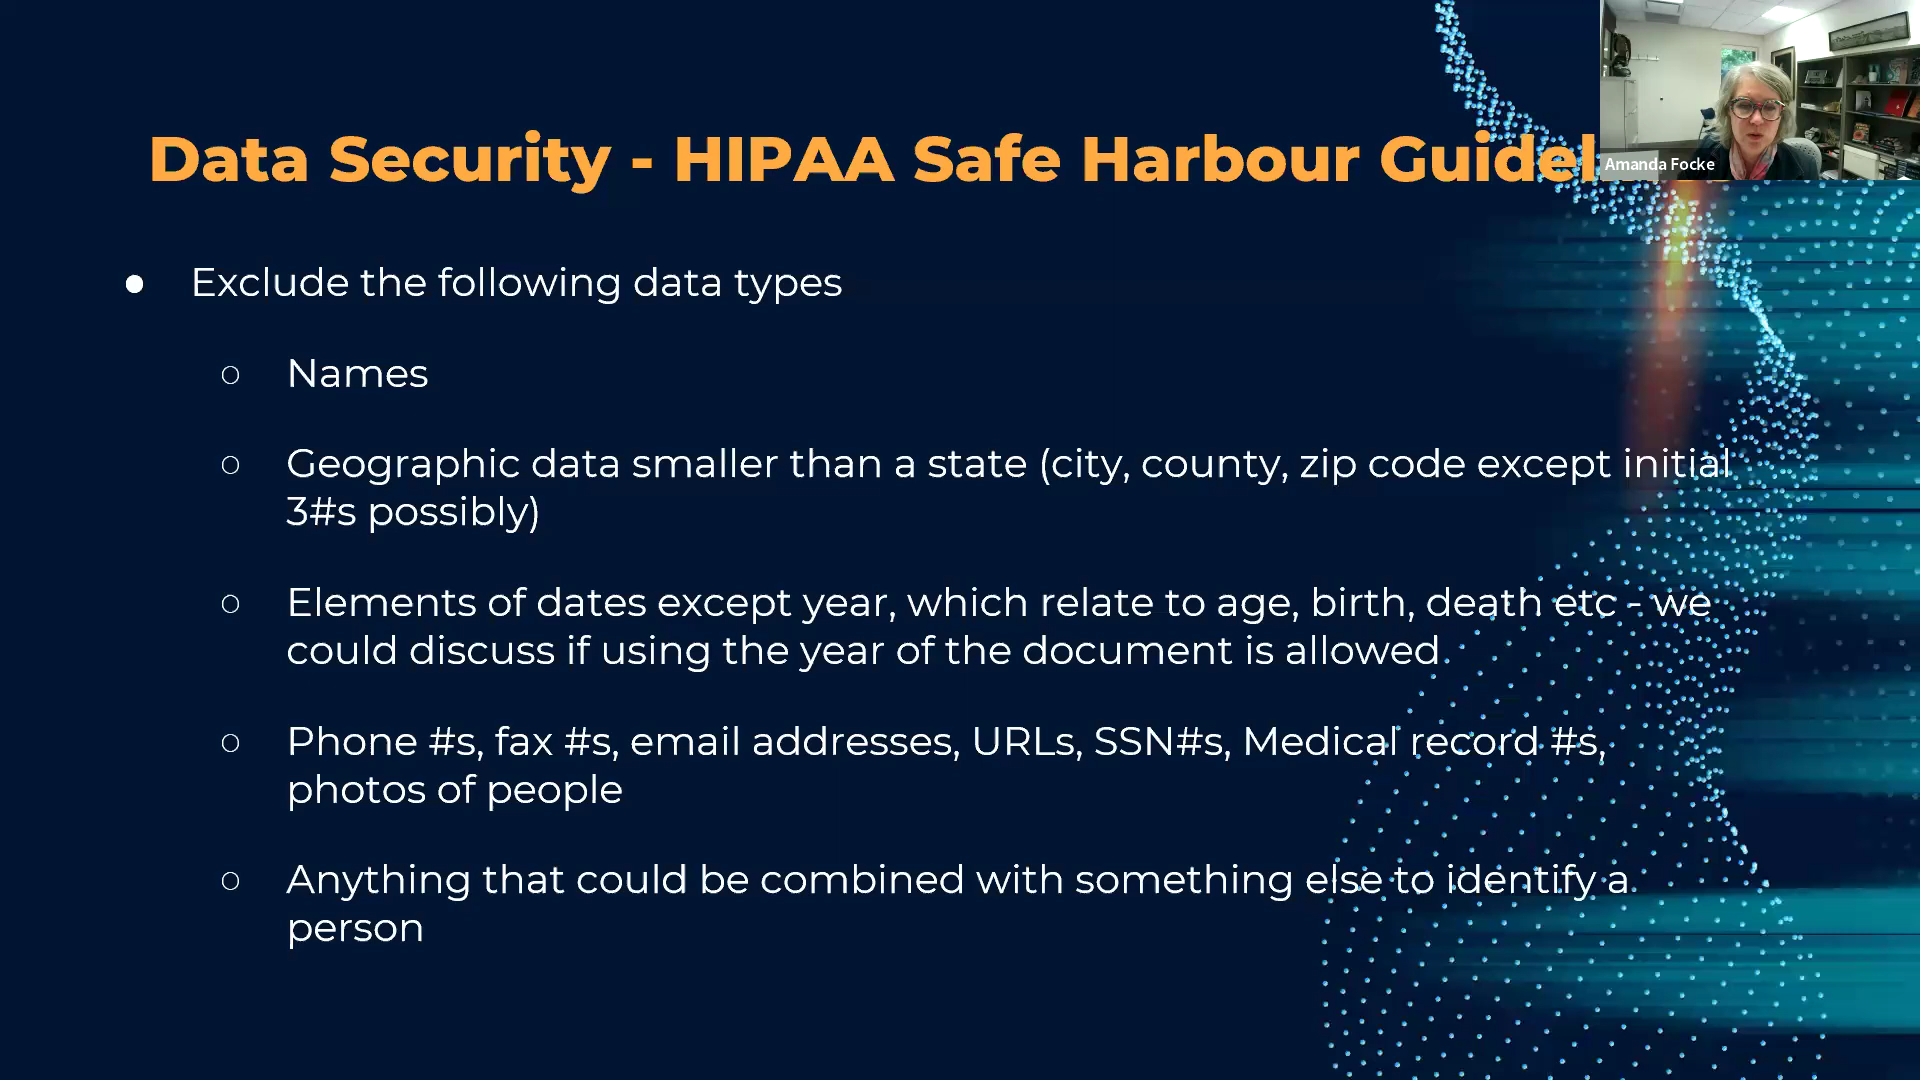 Data Security - HIPAA Safe Harbour Guidel
Amanda Focke
● Exclude the following data types
○ Names
○ Geographic data smaller than a state (city, county, zip code except initial
3#s possibly)
○ Elements of dates except year, which relate to age, birth, death etc - we
could discuss if using the year of the document is allowed.
○ Phone #s, fax #s, email addresses, URLs, SSN#s, Medical record #s,
photos of people
○ Anything that could be combined with something else to identify a
person